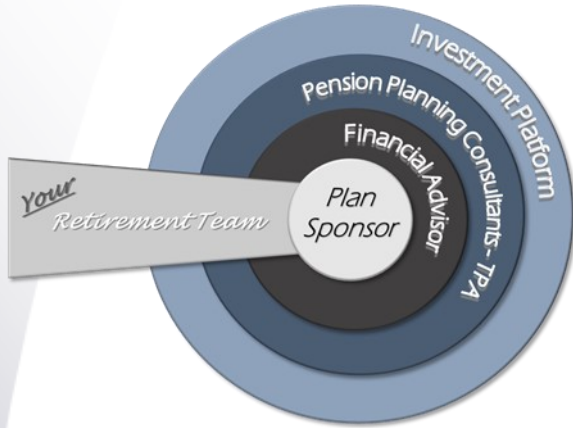 Your
Retirement Team
Plan
Sponsor
Financial Advisor
Pension Planning Consultants- TPA
Investment Platform